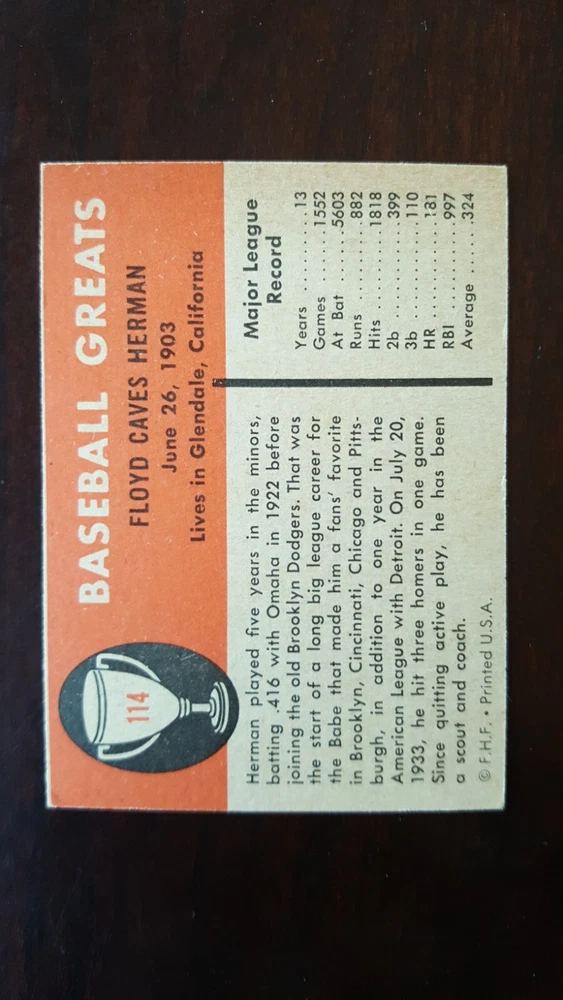 114
BASEBALL GREATS
FLOYD CAVES HERMAN
June 26, 1903
Lives in Glendale, California
Herman played five years in the minors,
batting .416 with Omaha in 1922 before
joining the old Brooklyn Dodgers. That was
the start of a long big league career for
the Babe that made him a fans' favorite
in Brooklyn, Cincinnati, Chicago and Pitts-
burgh, in addition to one year in the
American League with Detroit. On July 20,
1933, he hit three homers in one game.
Since quitting active play, he has been
a scout and coach.
© F.H.F. • Printed U.S.A.
Major League
Record
Years ..........13
Games ......1552
At Bat ......5603
Runs ........882
Hits ........1818
2b ..........399
3b ..........110
HR ..........181
RBI ..........997
Average ......324